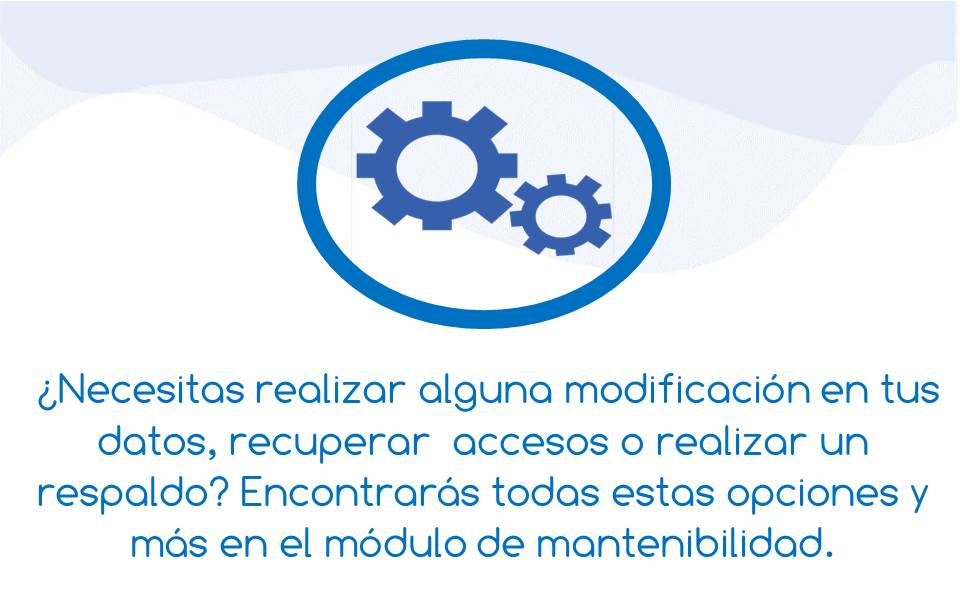 ¿Necesitas realizar alguna modificación en tus
datos, recuperar accesos o realizar un
respaldo? Encontrarás todas estas opciones y
más en el módulo de mantenibilidad.